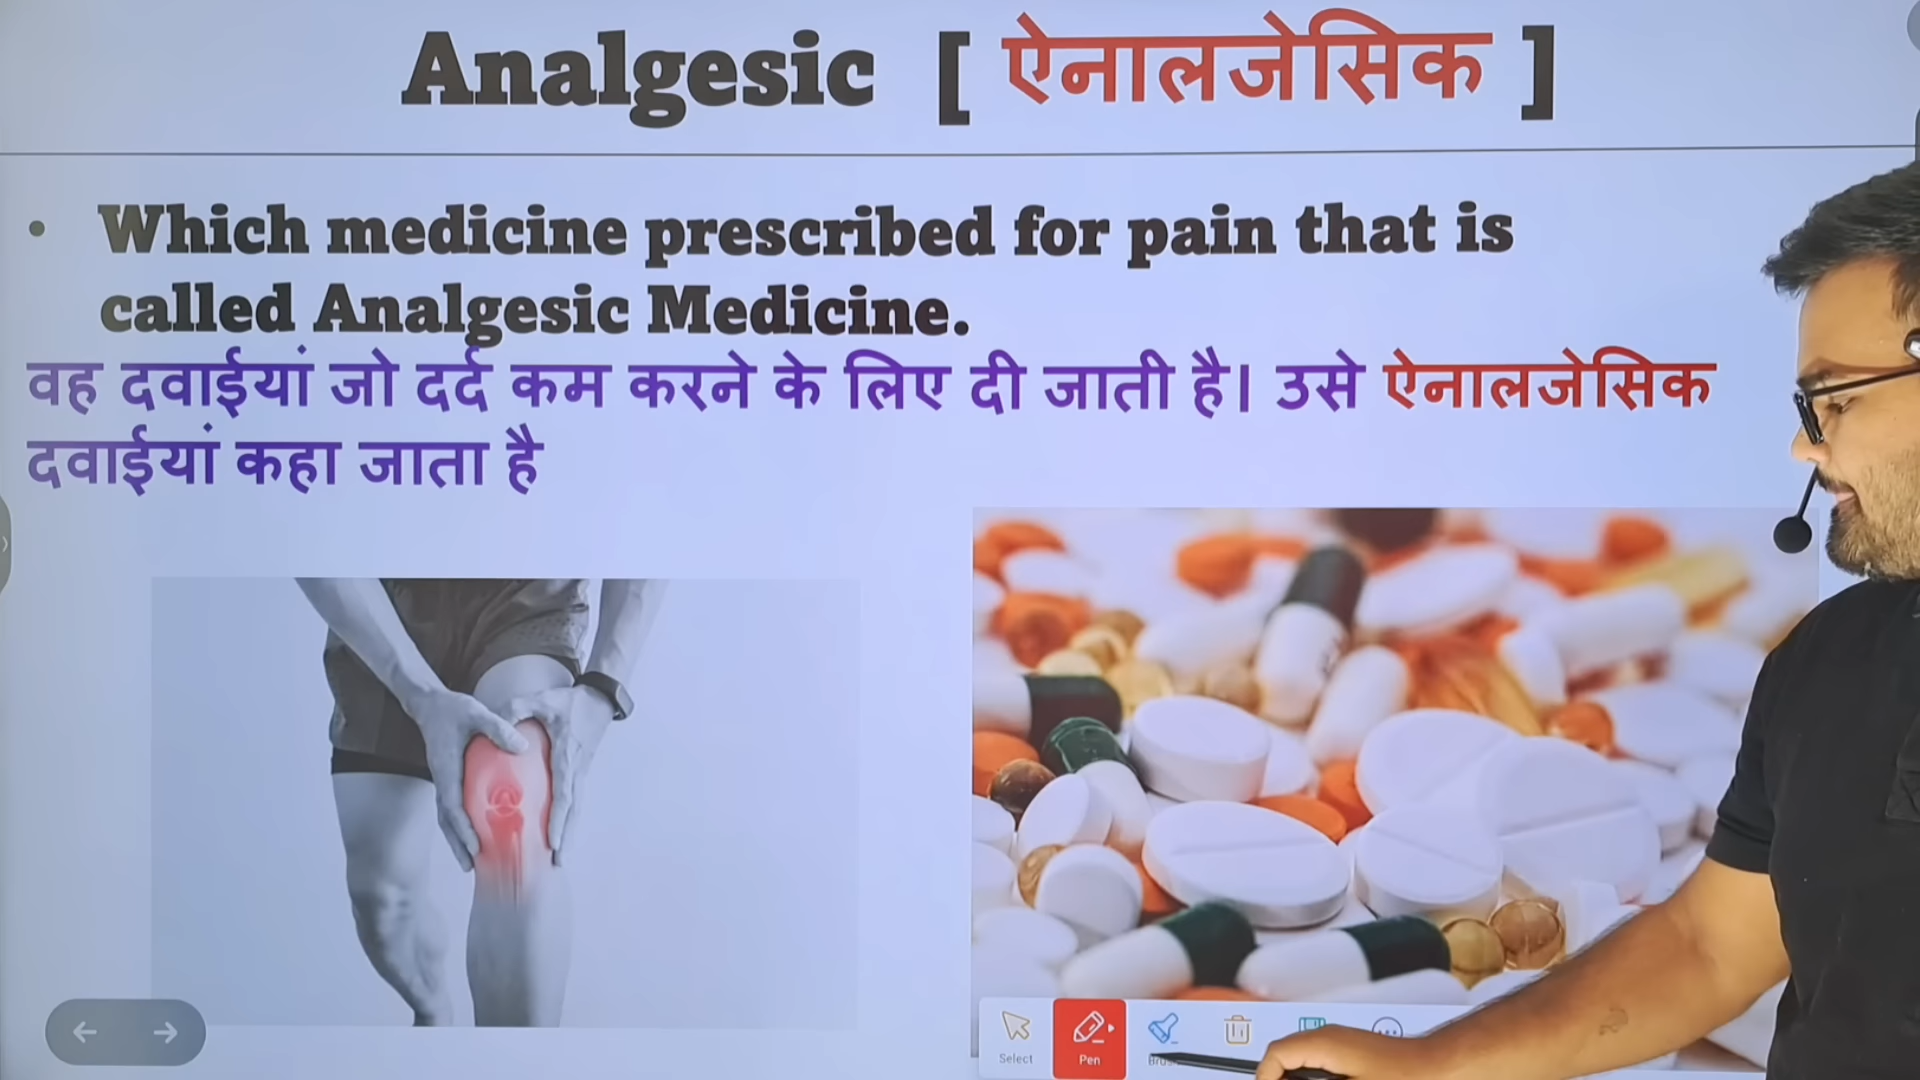 Analgesic [ ऐनालजेसिक ]
• Which medicine prescribed for pain that is
called Analgesic Medicine.
वह दवाईयां जो दर्द कम करने के लिए दी जाती है। उसे ऐनालजेसिक
दवाईयां कहा जाता है
Select
Pen